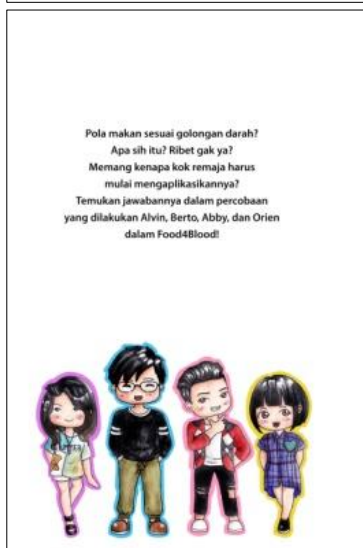 Pola makan sesuai golongan darah?
Apa sih itu? Ribet gak ya?
Memang kenapa kok remaja harus
mulai mengaplikasikannya?
Temukan jawabannya dalam percobaan
yang dilakukan Alvin, Berto, Abby, dan Orien
dalam Food4Blood!